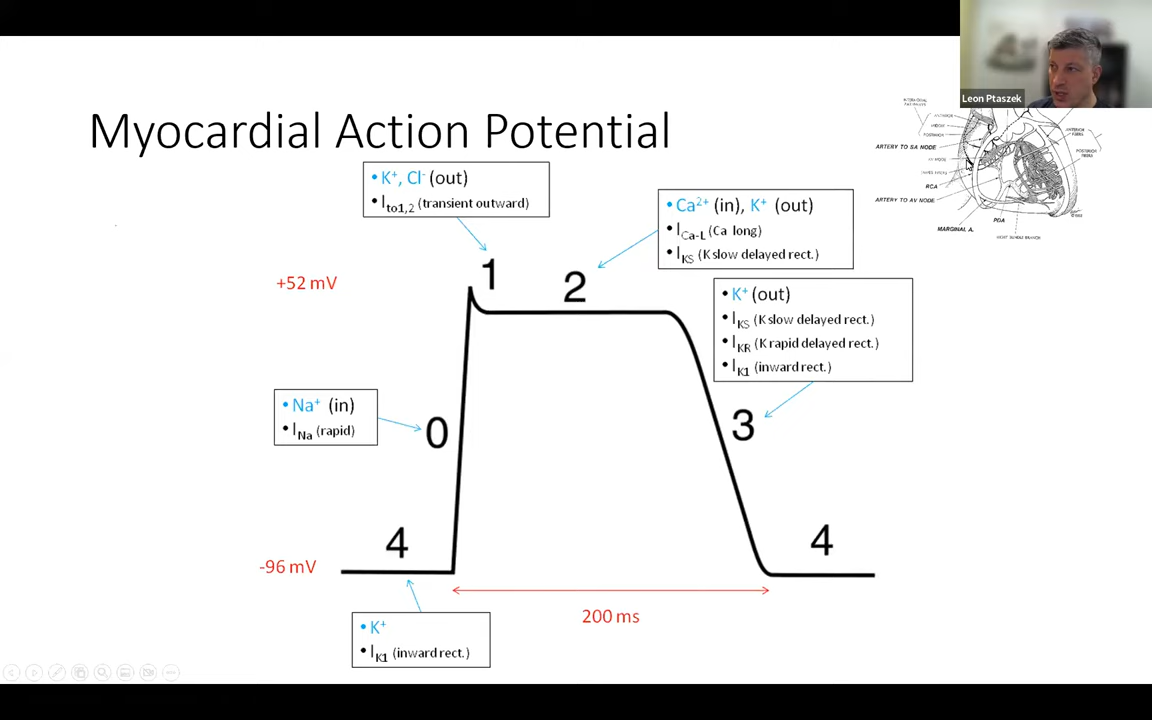 Leon Ptaszek
Myocardial Action Potential
• K+, Cl- (out)
• Ito1,2 (transient outward)
• Ca2+ (in), K+ (out)
• ICa-L (Ca long)
• IKS (K slow delayed rect.)
• K+ (out)
• IKS (K slow delayed rect.)
• IKR (K rapid delayed rect.)
• IK1 (inward rect.)
• Na+ (in)
• INa (rapid)
• K+
• IK1 (inward rect.)
+52 mV
-96 mV
200 ms
4
0
1
2
3
4
ARTERY TO SA NODE
RCA
ARTERY TO AV NODE
MARGINAL A.
PDA
POSTERIOR